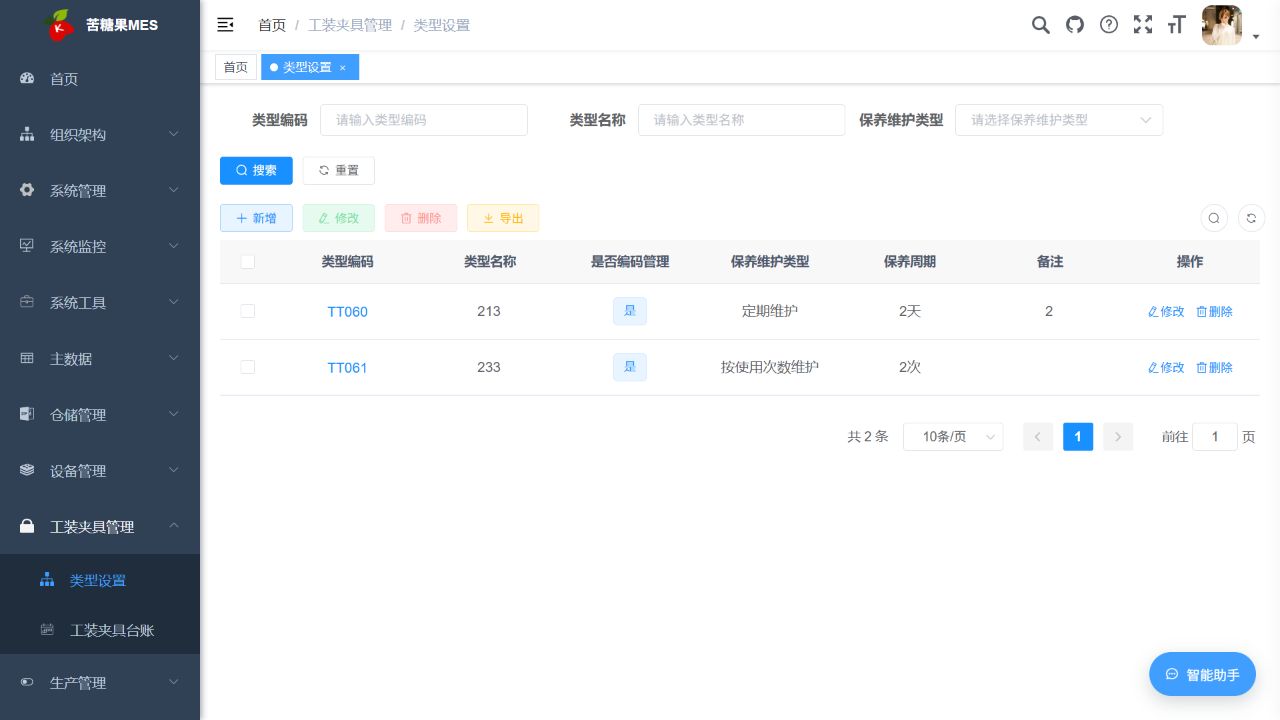 苦糖果MES
首页
组织架构
系统管理
系统监控
系统工具
主数据
仓储管理
设备管理
工装夹具管理
类型设置
工装夹具台账
生产管理
首页 / 工装夹具管理 / 类型设置
首页
类型设置 ×
类型编码 请输入类型编码 类型名称 请输入类型名称 保养维护类型 请选择保养维护类型
搜索 重置
新增 修改 删除 导出
类型编码 类型名称 是否编码管理 保养维护类型 保养周期 备注 操作
TT060 213 是 定期维护 2天 2 修改 删除
TT061 233 是 按使用次数维护 2次 修改 删除
共 2 条 10条/页 1 前往 1 页
智能助手